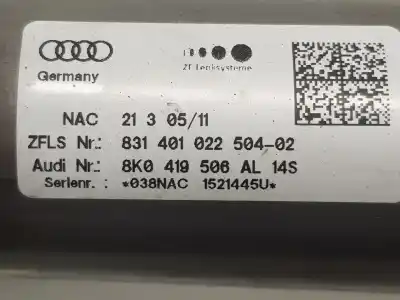 Germany
ZF Lenksysteme
NAC 21 3 05/11
ZFLS Nr.: 831 401 022 504-02
Audi Nr.: 8K0 419 506 AL 14S
Serienr.: *038NAC 1521445U*